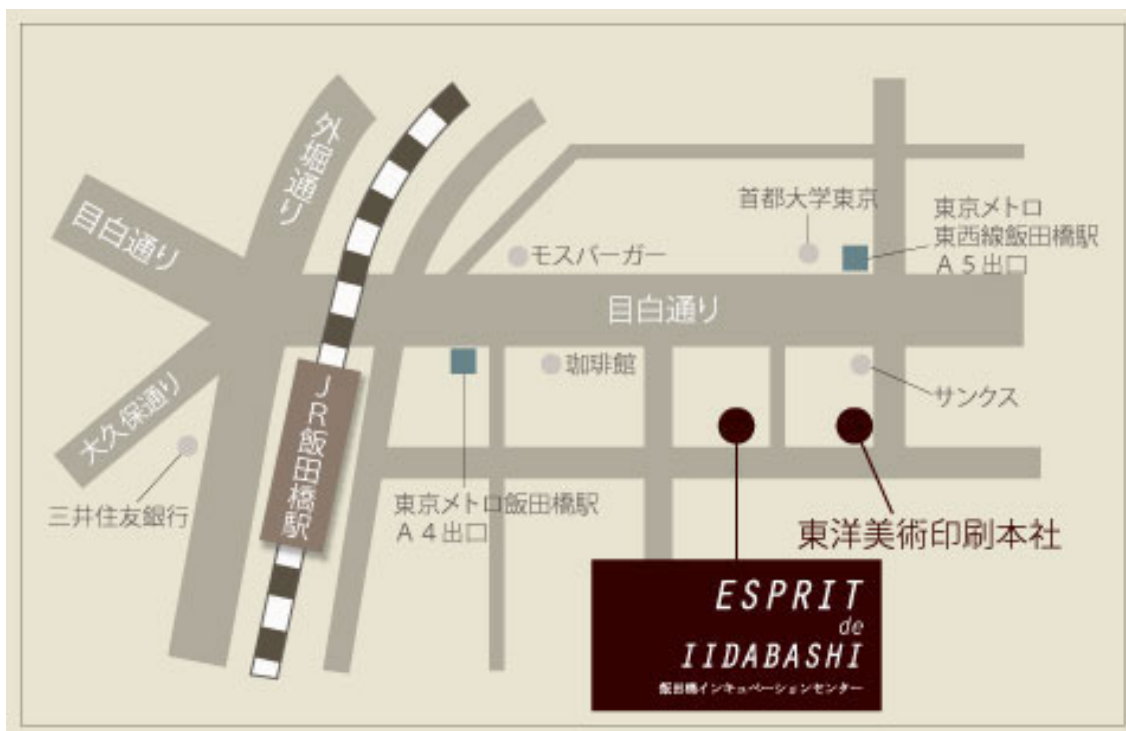 外堀通り
目白通り
首都大学東京
東京メトロ
東西線飯田橋駅
A5出口
モスバーガー
目白通り
珈琲館
サンクス
大久保通り
JR飯田橋駅
三井住友銀行
東京メトロ飯田橋駅
A4出口
東洋美術印刷本社
ESPRIT
de
IIDABASHI
飯田橋インキュベーションセンター